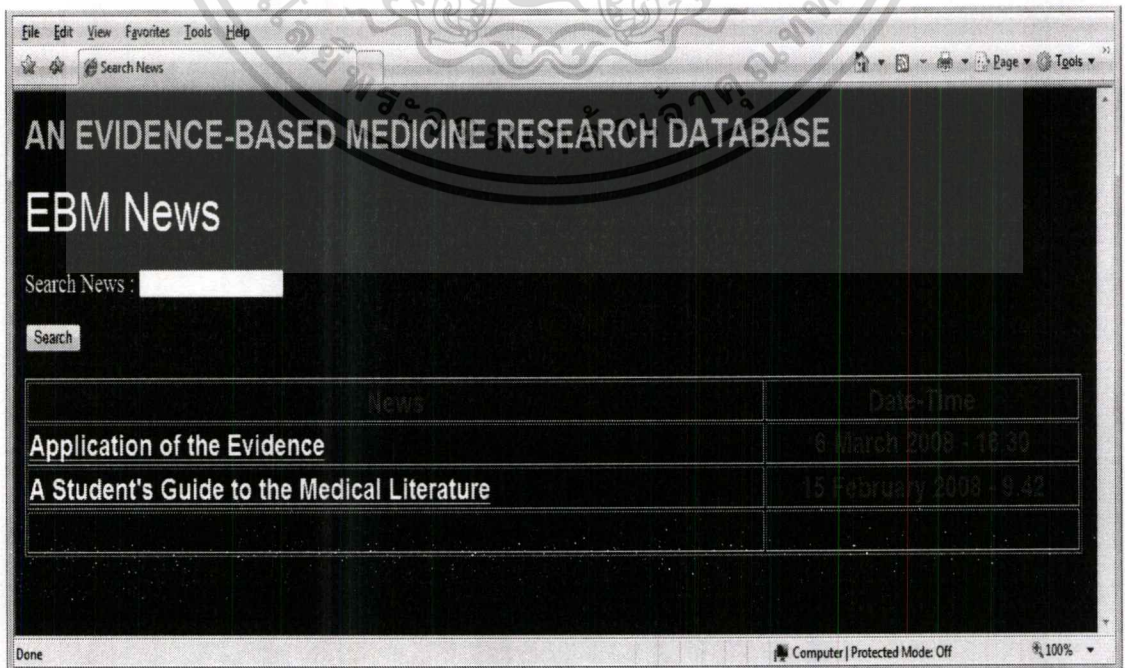 File Edit View Favorites Tools Help
Search News
Page Tools
AN EVIDENCE-BASED MEDICINE RESEARCH DATABASE
EBM News
Search News :
Search
News Date-Time
Application of the Evidence 6 March 2008 - 16.30
A Student's Guide to the Medical Literature 15 February 2008 - 9.42
Done Computer | Protected Mode: Off 100%